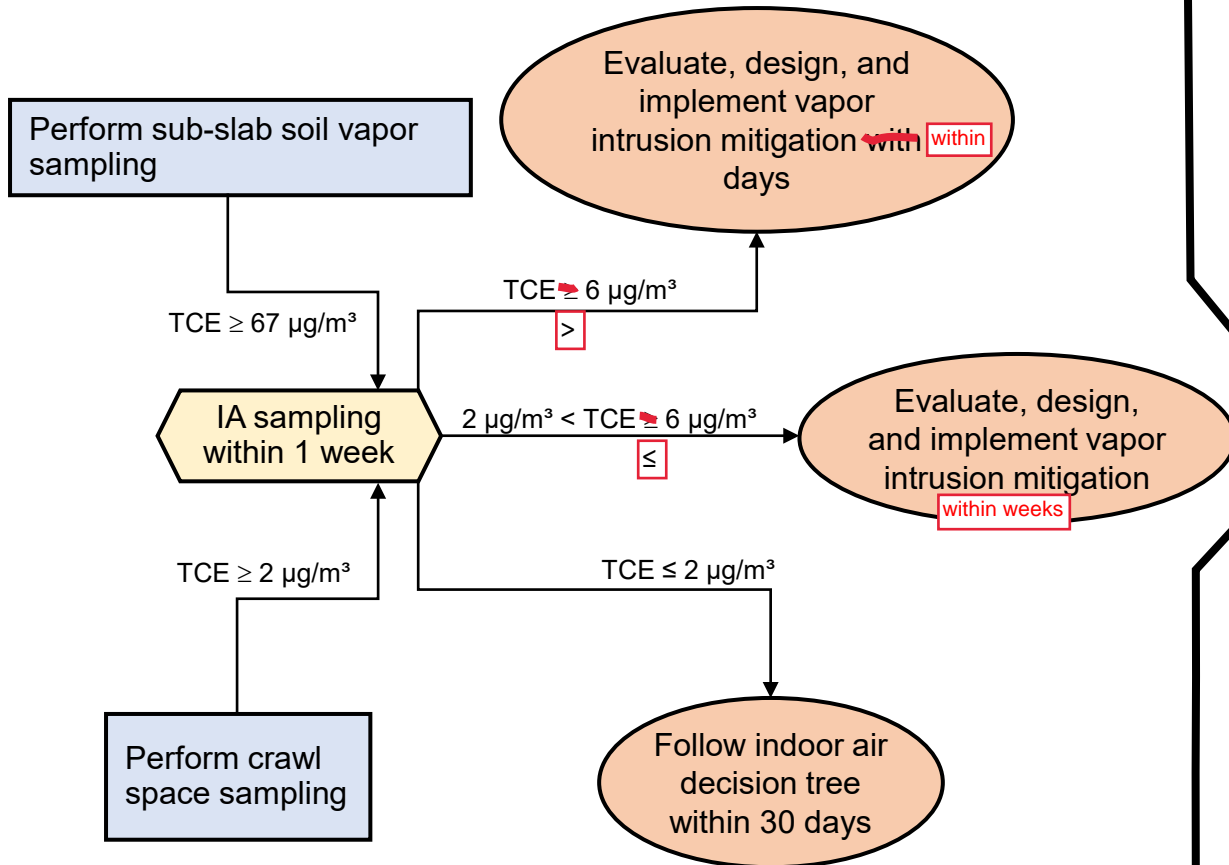 Evaluate, design, and
implement vapor
intrusion mitigation with within
days
Perform sub-slab soil vapor
sampling
TCE ≥ 6 µg/m³
>
TCE ≥ 67 µg/m³
IA sampling
within 1 week
2 µg/m³ < TCE ≥ 6 µg/m³
≤
Evaluate, design,
and implement vapor
intrusion mitigation
within weeks
TCE ≥ 2 µg/m³
TCE ≤ 2 µg/m³
Perform crawl
space sampling
Follow indoor air
decision tree
within 30 days